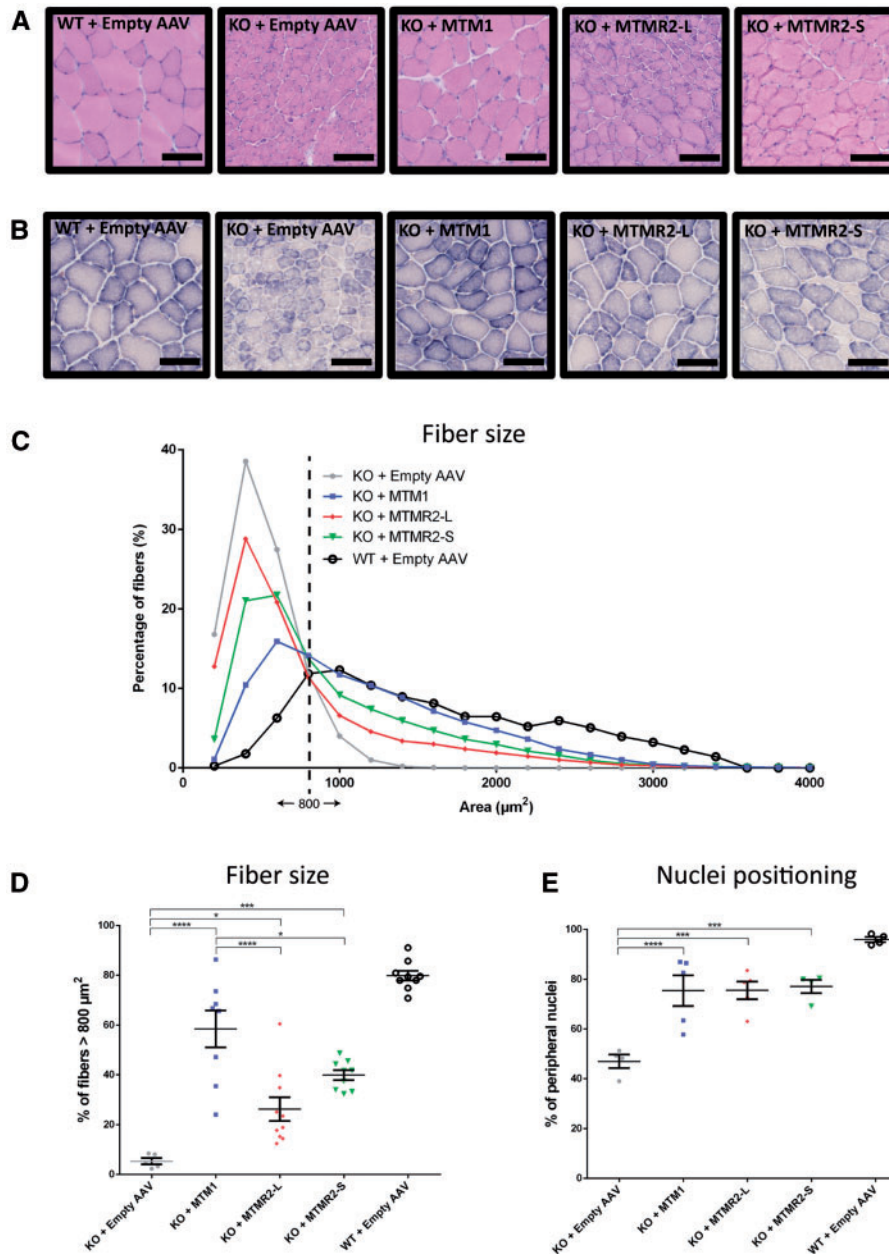 A
WT + Empty AAV
KO + Empty AAV
KO + MTM1
KO + MTMR2-L
KO + MTMR2-S
B
WT + Empty AAV
KO + Empty AAV
KO + MTM1
KO + MTMR2-L
KO + MTMR2-S
C
Fiber size
40
30
20
10
0
Percentage of fibers (%)
KO + Empty AAV
KO + MTM1
KO + MTMR2-L
KO + MTMR2-S
WT + Empty AAV
0
1000
2000
3000
4000
← 800 →
Area (µm²)
D
Fiber size
***
*
****
*
****
100
80
60
40
20
0
% of fibers > 800 µm²
KO + Empty AAV
KO + MTM1
KO + MTMR2-L
KO + MTMR2-S
WT + Empty AAV
E
Nuclei positioning
***
***
****
100
80
60
40
20
0
% of peripheral nuclei
KO + Empty AAV
KO + MTM1
KO + MTMR2-L
KO + MTMR2-S
WT + Empty AAV